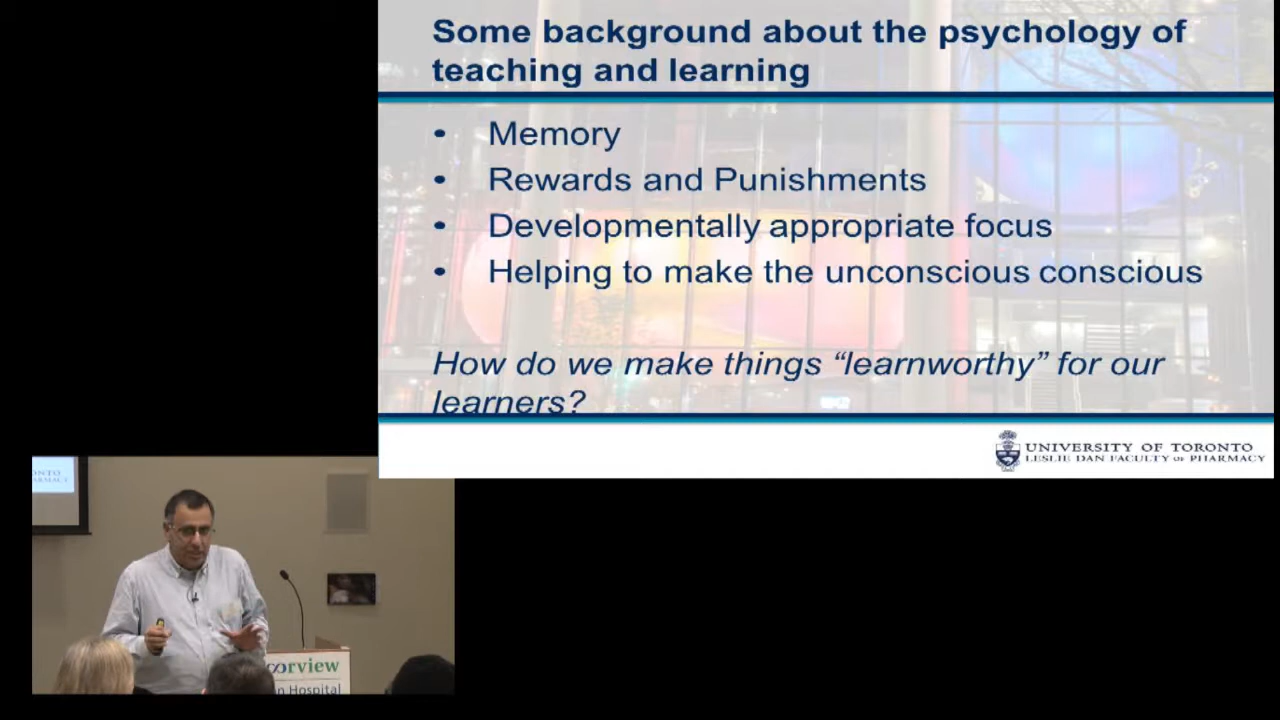 Some background about the psychology of
teaching and learning
• Memory
• Rewards and Punishments
• Developmentally appropriate focus
• Helping to make the unconscious conscious
How do we make things “learnworthy” for our
learners?
UNIVERSITY OF TORONTO
LESLIE DAN FACULTY OF PHARMACY
orview
Hospital